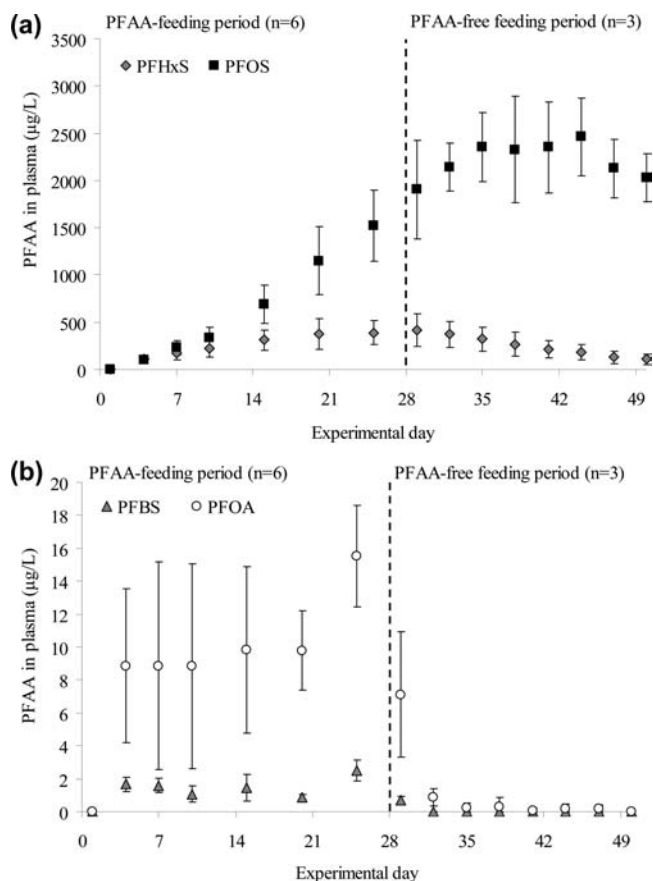 (a)
PFAA-feeding period (n=6) PFAA-free feeding period (n=3)
PFHxS PFOS
PFAA in plasma (µg/L)
3500
3000
2500
2000
1500
1000
500
0
0 7 14 21 28 35 42 49
Experimental day
(b)
PFAA-feeding period (n=6) PFAA-free feeding period (n=3)
PFBS PFOA
PFAA in plasma (µg/L)
20
18
16
14
12
10
8
6
4
2
0
0 7 14 21 28 35 42 49
Experimental day